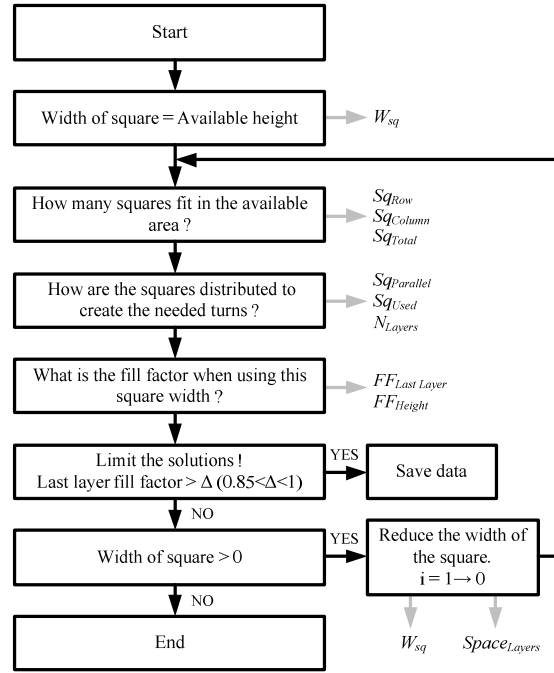 Start
Width of square = Available height
W_sq
How many squares fit in the available
area ?
Sq_Row
Sq_Column
Sq_Total
How are the squares distributed to
create the needed turns ?
Sq_Parallel
Sq_Used
N_Layers
What is the fill factor when using this
square width ?
FF_Last Layer
FF_Height
Limit the solutions !
Last layer fill factor > Δ (0.85<Δ<1)
YES
Save data
NO
Width of square > 0
YES
Reduce the width of
the square.
i = 1→ 0
NO
End
W_sq
Space_Layers